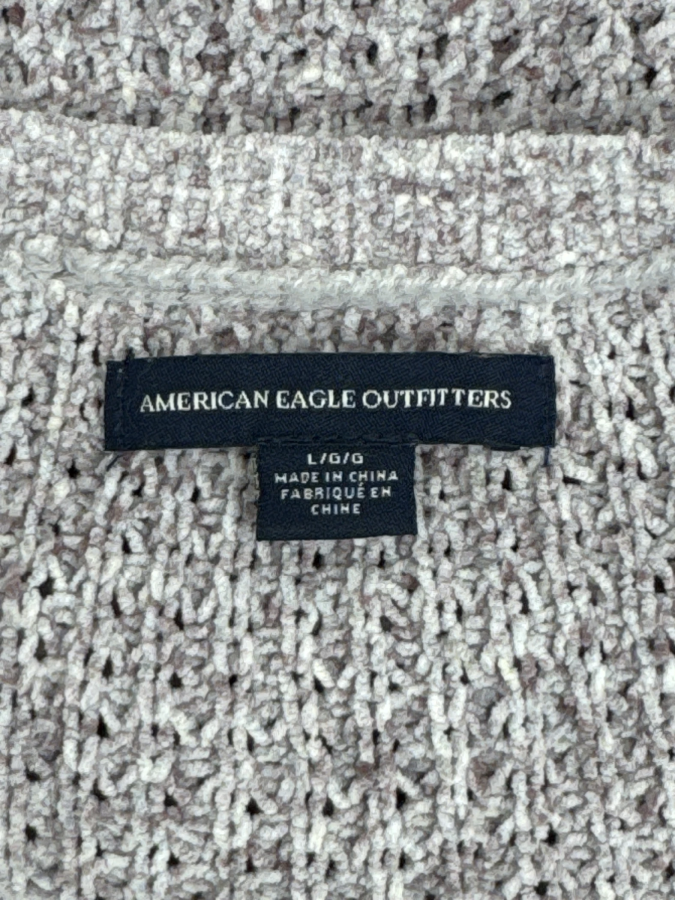 AMERICAN EAGLE OUTFITTERS
L/G/G
MADE IN CHINA
FABRIQUÉ EN
CHINE